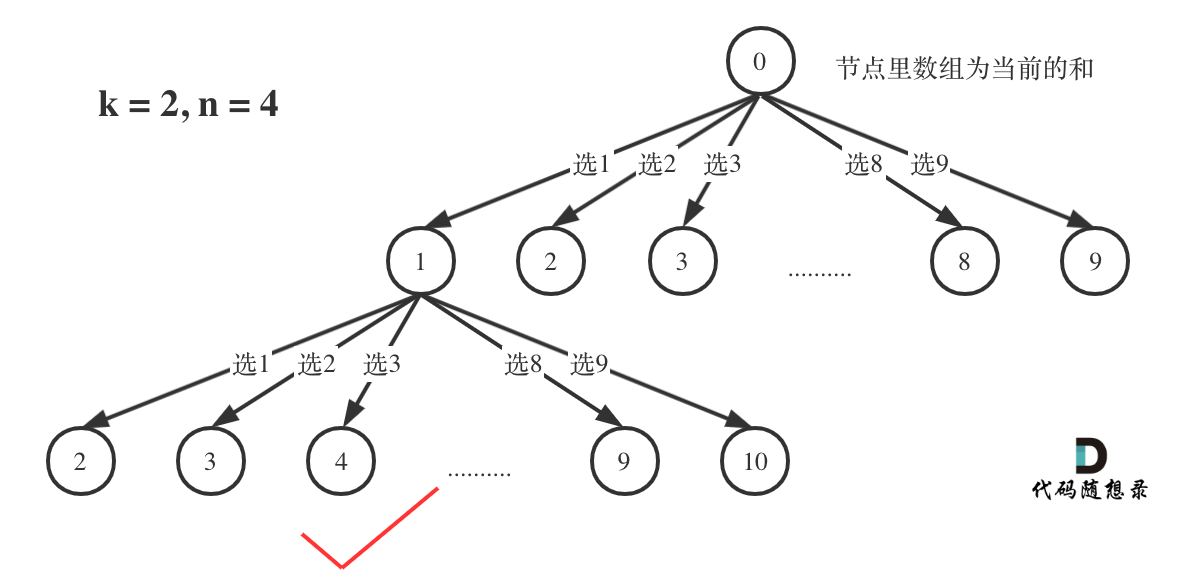 0
节点里数组为当前的和
k = 2, n = 4
选1 选2 选3 选8 选9
1 2 3 .......... 8 9
选1 选2 选3 选8 选9
2 3 4 .......... 9 10
代码随想录